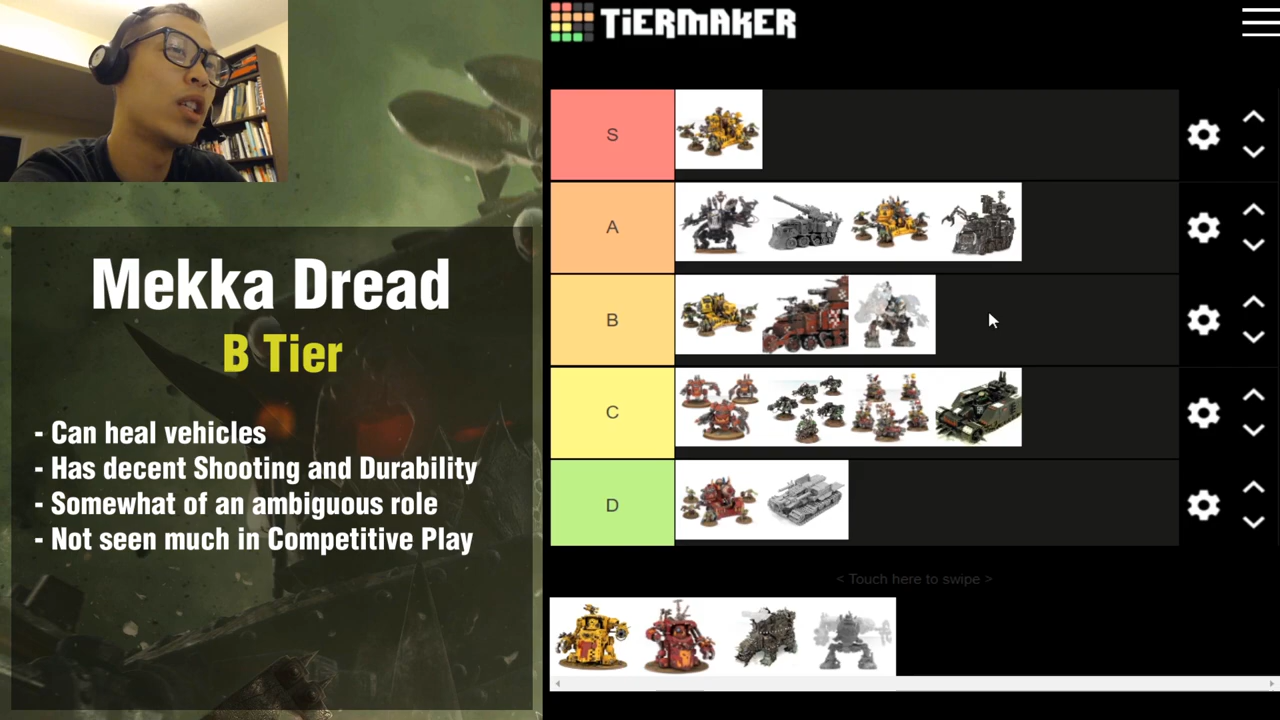 TiERMAKER
Mekka Dread
B Tier
- Can heal vehicles
- Has decent Shooting and Durability
- Somewhat of an ambiguous role
- Not seen much in Competitive Play
S
A
B
C
D
< Touch here to swipe >